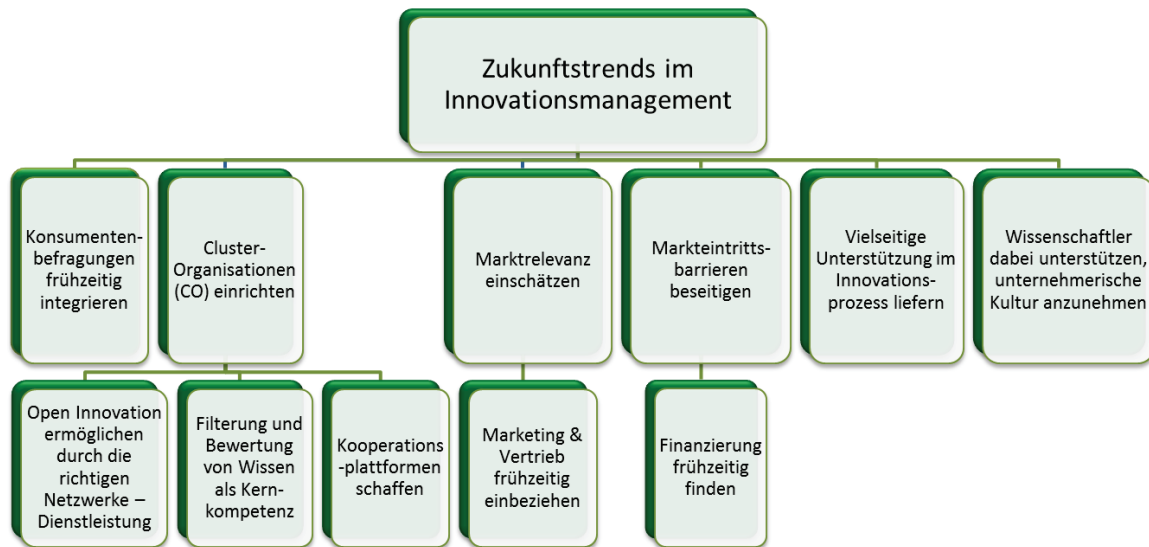 Zukunftstrends im
Innovationsmanagement
Konsumenten-
befragungen
frühzeitig
integrieren
Cluster-
Organisationen
(CO) einrichten
Marktrelevanz
einschätzen
Markteintritts-
barrieren
beseitigen
Vielseitige
Unterstützung im
Innovations-
prozess liefern
Wissenschaftler
dabei unterstützen,
unternehmerische
Kultur anzunehmen
Open Innovation
ermöglichen
durch die
richtigen
Netzwerke –
Dienstleistung
Filterung und
Bewertung
von Wissen
als Kern-
kompetenz
Kooperations
-plattformen
schaffen
Marketing &
Vertrieb
frühzeitig
einbeziehen
Finanzierung
frühzeitig
finden